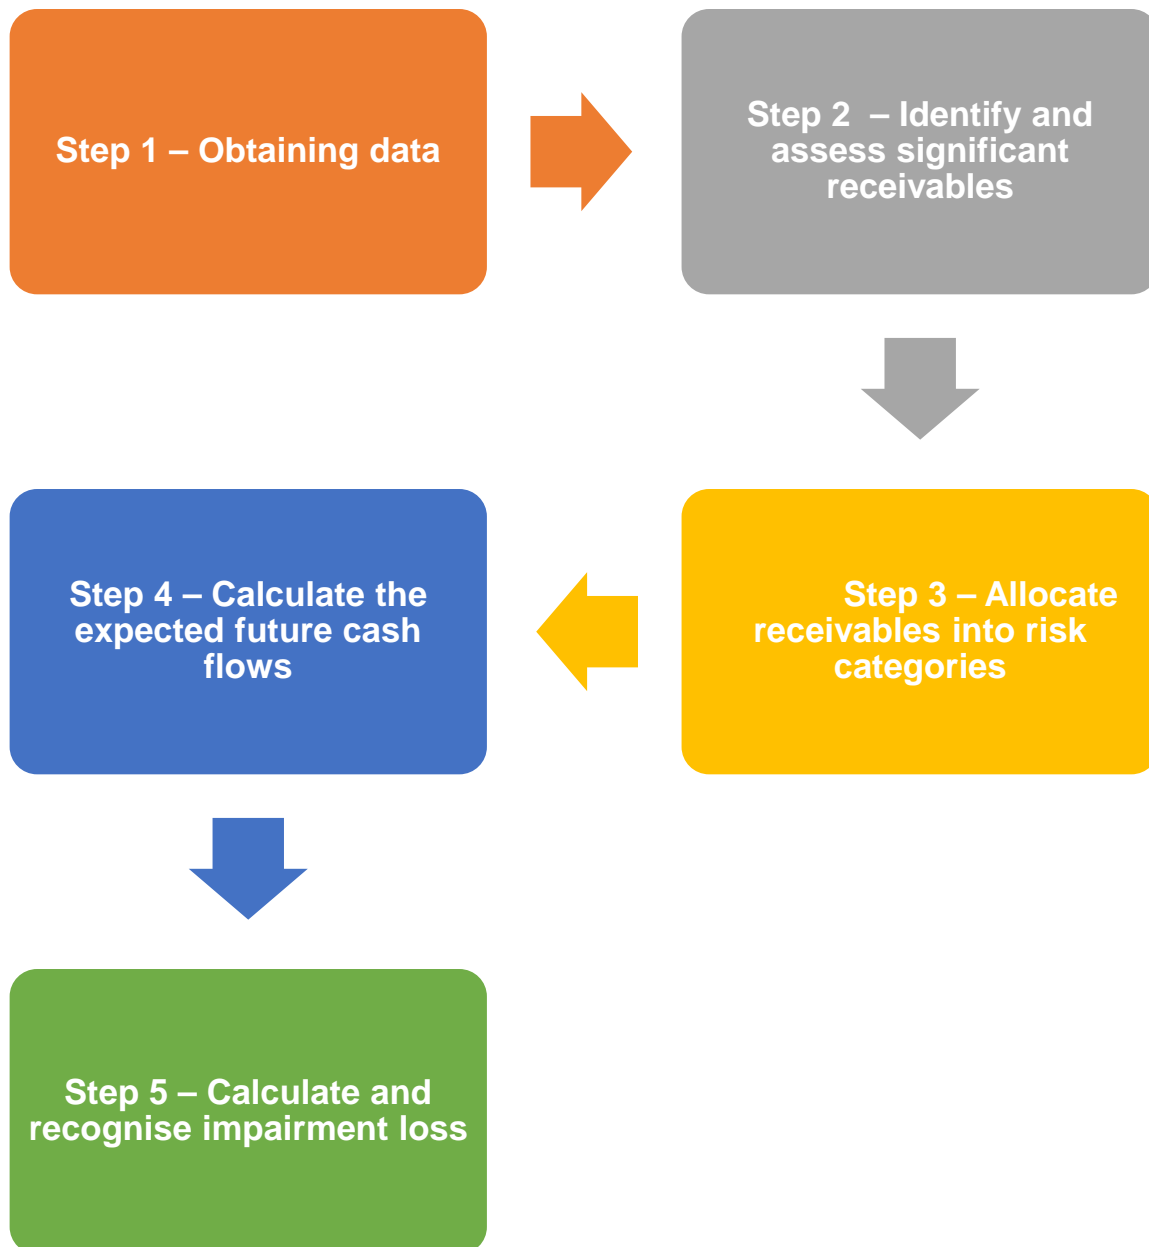 Step 1 – Obtaining data
Step 2 – Identify and
assess significant
receivables
Step 3 – Allocate
receivables into risk
categories
Step 4 – Calculate the
expected future cash
flows
Step 5 – Calculate and
recognise impairment loss